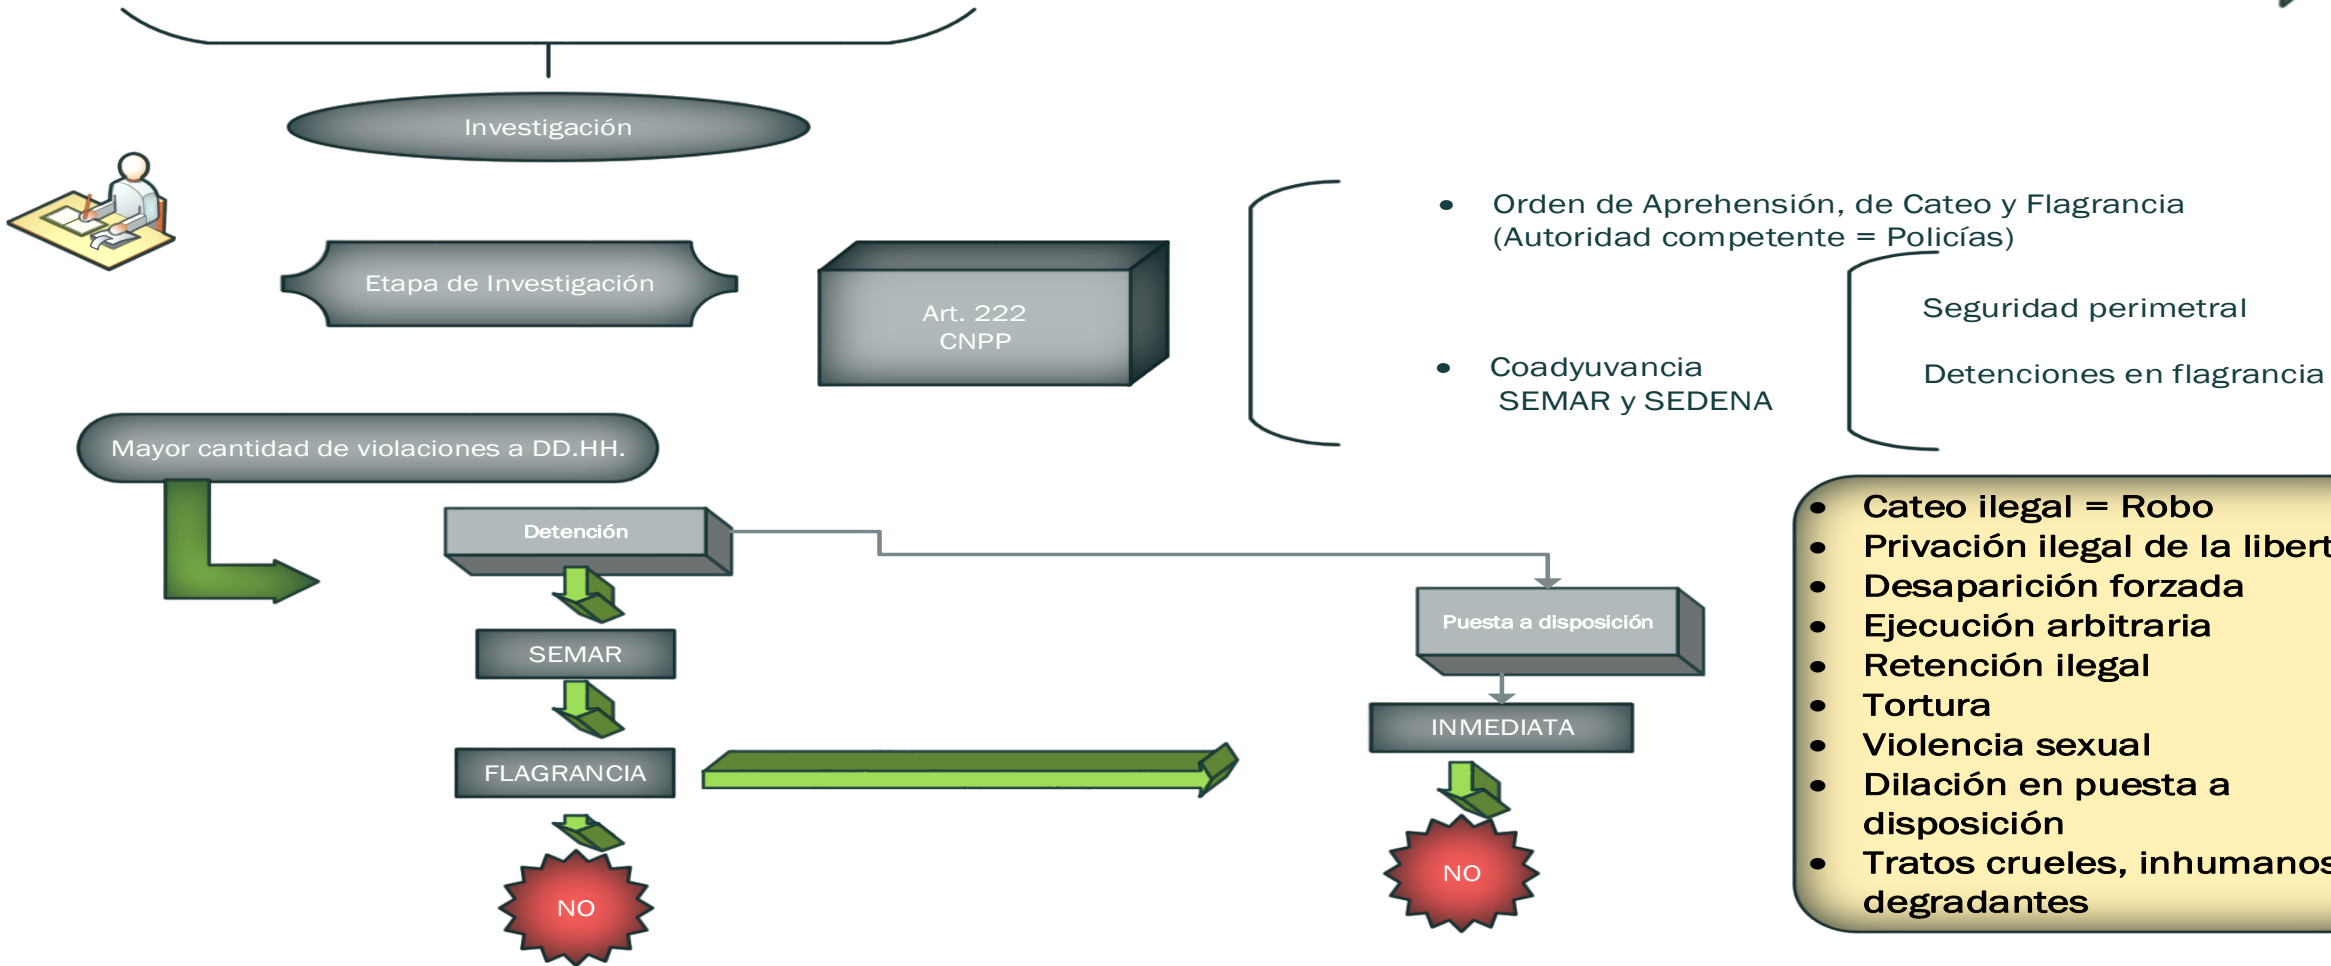 Investigación
Etapa de Investigación
Art. 222
CNPP
• Orden de Aprehensión, de Cateo y Flagrancia
(Autoridad competente = Policías)
• Coadyuvancia
SEMAR y SEDENA
Seguridad perimetral
Detenciones en flagrancia
Mayor cantidad de violaciones a DD.HH.
Detención
SEMAR
FLAGRANCIA
NO
Puesta a disposición
INMEDIATA
NO
• Cateo ilegal = Robo
• Privación ilegal de la libert
• Desaparición forzada
• Ejecución arbitraria
• Retención ilegal
• Tortura
• Violencia sexual
• Dilación en puesta a
disposición
• Tratos crueles, inhumanos
degradantes